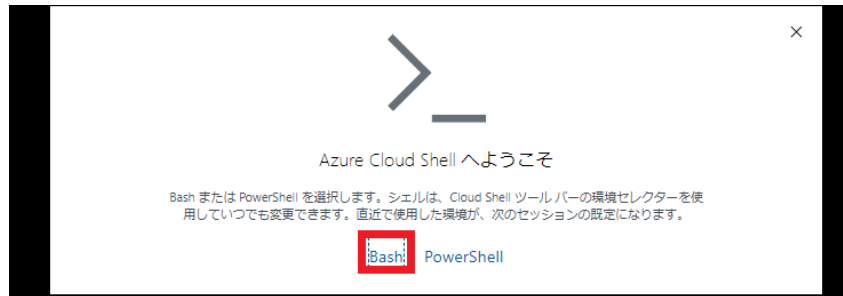 Azure Cloud Shell へようこそ
Bash または PowerShell を選択します。シェルは、Cloud Shell ツール バーの環境セレクターを使
用していつでも変更できます。直近で使用した環境が、次のセッションの既定になります。
Bash PowerShell